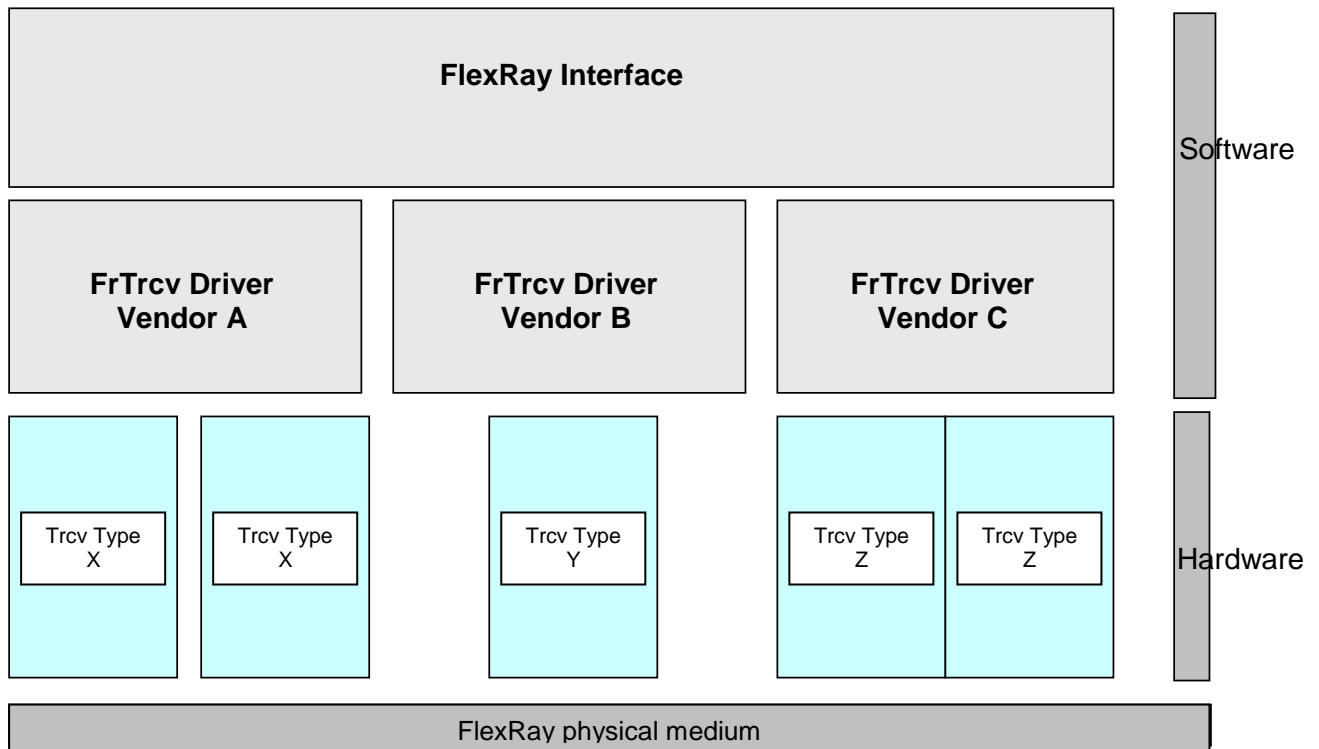 FlexRay Interface
Software
FrTrcv Driver
Vendor A
FrTrcv Driver
Vendor B
FrTrcv Driver
Vendor C
Trcv Type
X
Trcv Type
X
Trcv Type
Y
Trcv Type
Z
Trcv Type
Z
Hardware
FlexRay physical medium